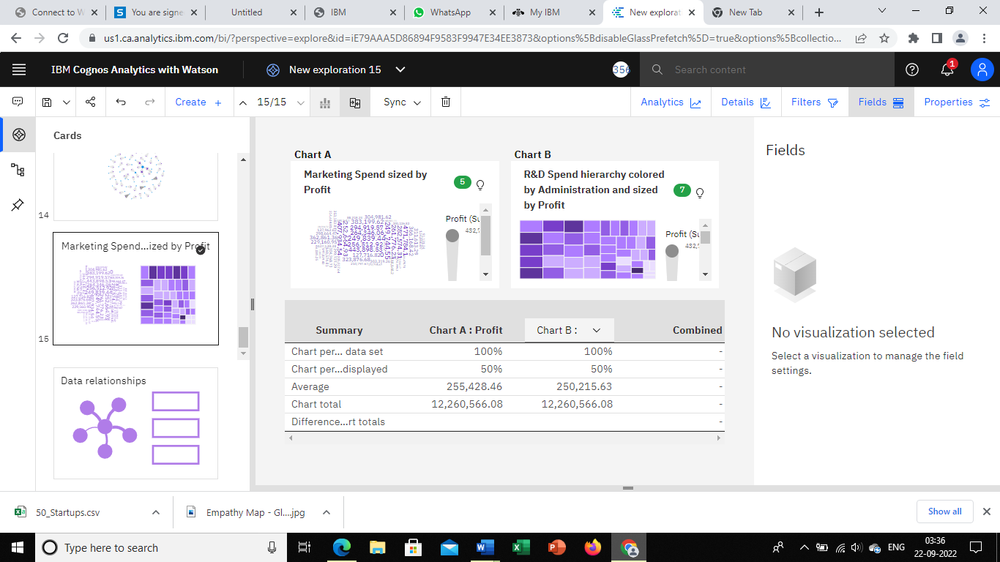 Connect to W
You are signe
Untitled
IBM
WhatsApp
My IBM
New explorat
New Tab
us1.ca.analytics.ibm.com/bi/?perspective=explore&id=iE79AAA5D86894F9583F9947E34EE3873&options%5BdisableGlassPrefetch%5D=true&options%5Bcollectio...
IBM Cognos Analytics with Watson
New exploration 15
356
Search content
1
Create +
15/15
Sync
Analytics
Details
Filters
Fields
Properties
Cards
14
Marketing Spend...ized by Profit
15
Data relationships
Chart A
Marketing Spend sized by
Profit
5
Profit (Su
Chart B
R&D Spend hierarchy colored
by Administration and sized
by Profit
7
Profit (Su
Summary Chart A : Profit Chart B : Combined
Chart per... data set 100% 100% -
Chart per...displayed 50% 50% -
Average 255,428.46 250,215.63 -
Chart total 12,260,566.08 12,260,566.08 -
Difference...rt totals -
Fields
No visualization selected
Select a visualization to manage the field
settings.
50_Startups.csv
Empathy Map - Gl....jpg
Show all
Type here to search
ENG
03:36
22-09-2022